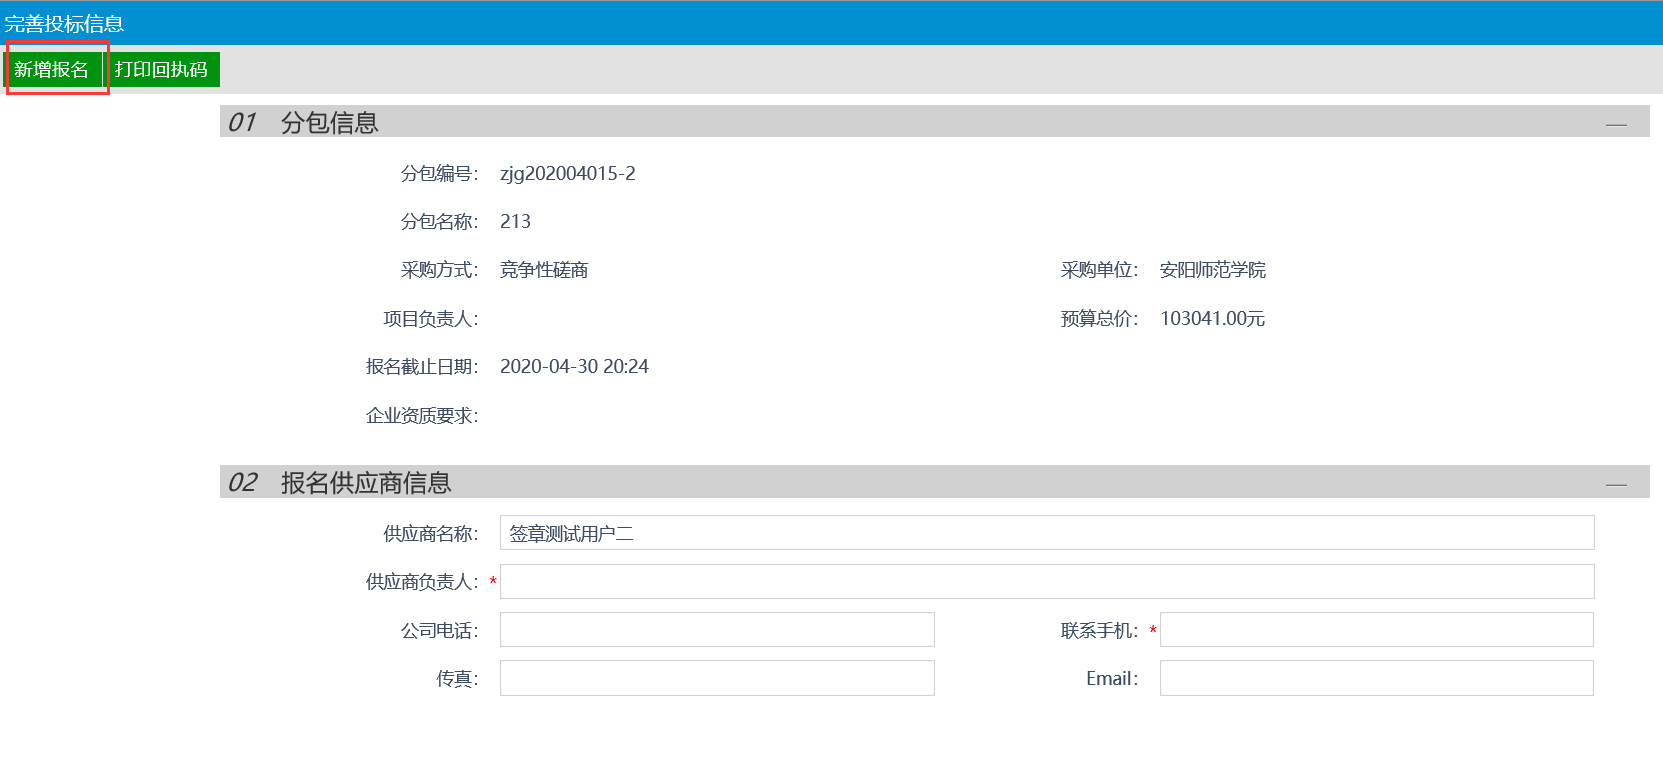 完善投标信息
新增报名 打印回执码
01 分包信息
分包编号： zjg202004015-2
分包名称： 213
采购方式： 竞争性磋商 采购单位： 安阳师范学院
项目负责人： 预算总价： 103041.00元
报名截止日期： 2020-04-30 20:24
企业资质要求：
02 报名供应商信息
供应商名称： 签章测试用户二
供应商负责人： *
公司电话： 联系手机： *
传真： Email：